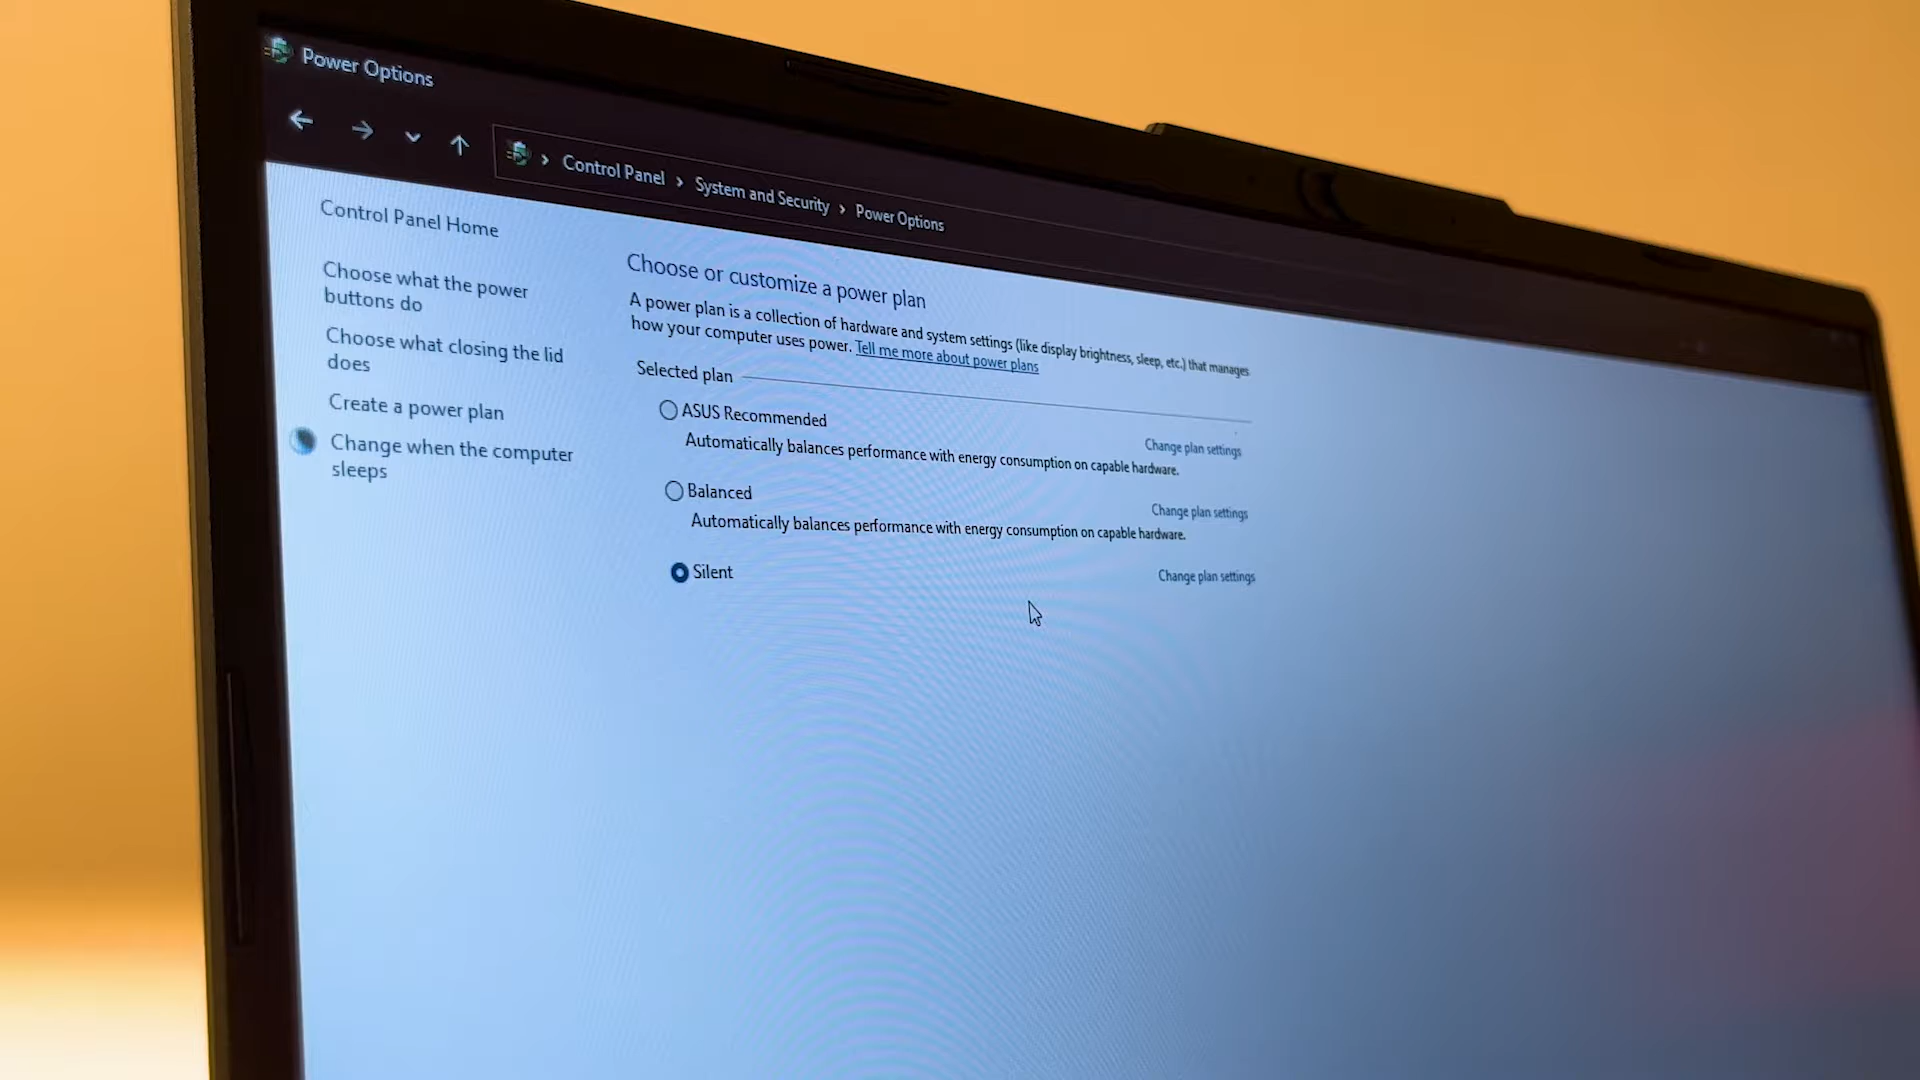 Power Options
Control Panel › System and Security › Power Options
Control Panel Home
Choose what the power
buttons do
Choose what closing the lid
does
Create a power plan
Change when the computer
sleeps
Choose or customize a power plan
A power plan is a collection of hardware and system settings (like display brightness, sleep, etc.) that manages
how your computer uses power. Tell me more about power plans
Selected plan
ASUS Recommended
Change plan settings
Automatically balances performance with energy consumption on capable hardware.
Balanced
Change plan settings
Automatically balances performance with energy consumption on capable hardware.
Silent
Change plan settings